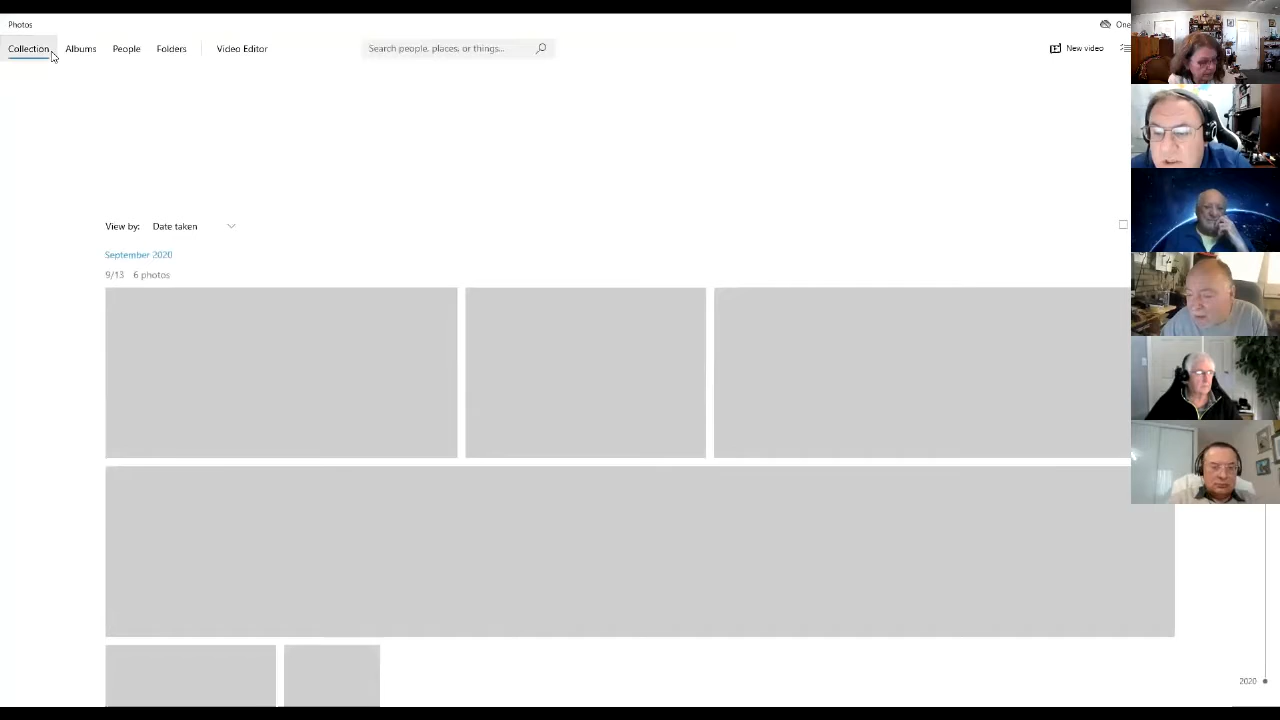 Photos
One
Collection Albums People Folders Video Editor Search people, places, or things... New video
View by: Date taken
September 2020
9/13 6 photos
2020